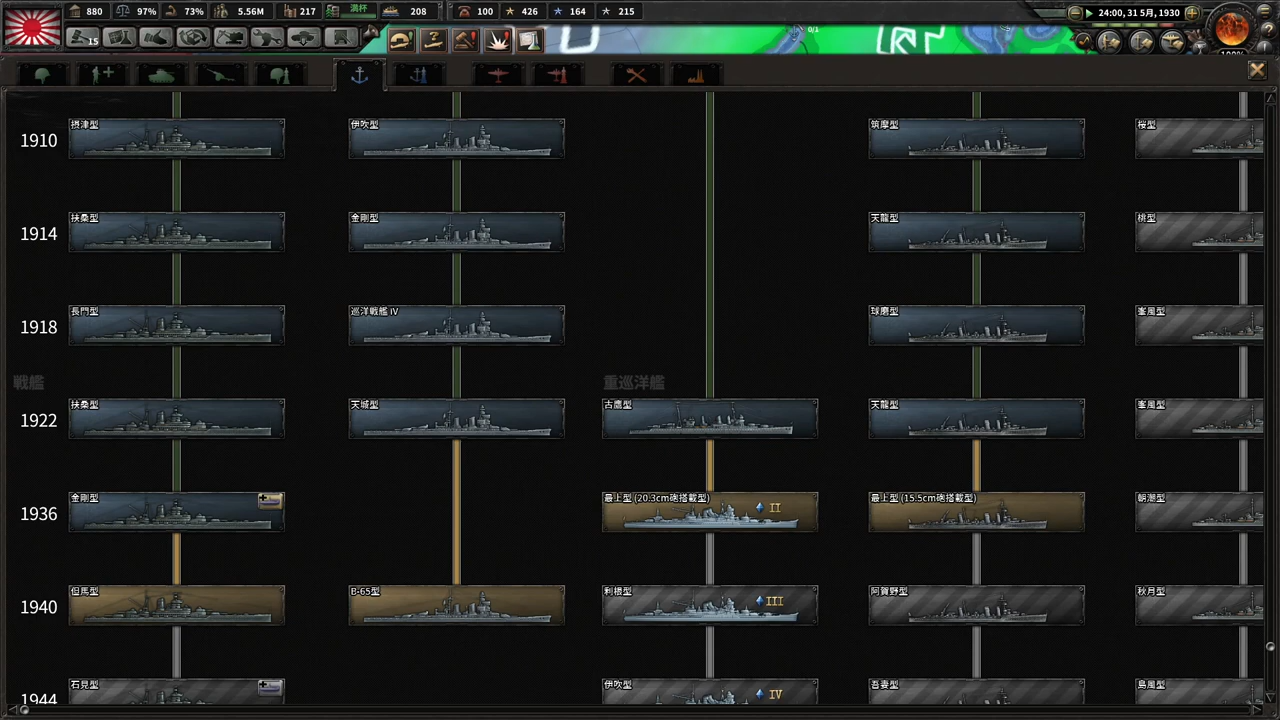 880 97% 73% 5.56M 217 満杯 208 100 426 164 215 24:00, 31 5月, 1930
15 0/1
100%
1910 摂津型 伊吹型 筑摩型 桜型
1914 扶桑型 金剛型 天龍型 桃型
1918 長門型 巡洋戦艦 IV 球磨型 峯風型
戦艦 重巡洋艦
1922 扶桑型 天城型 古鷹型 天龍型 峯風型
1936 金剛型 最上型 (20.3cm砲搭載型) II 最上型 (15.5cm砲搭載型) 朝潮型
1940 但馬型 B-65型 利根型 III 阿賀野型 秋月型
1944 石見型 伊吹型 IV 吾妻型 島風型